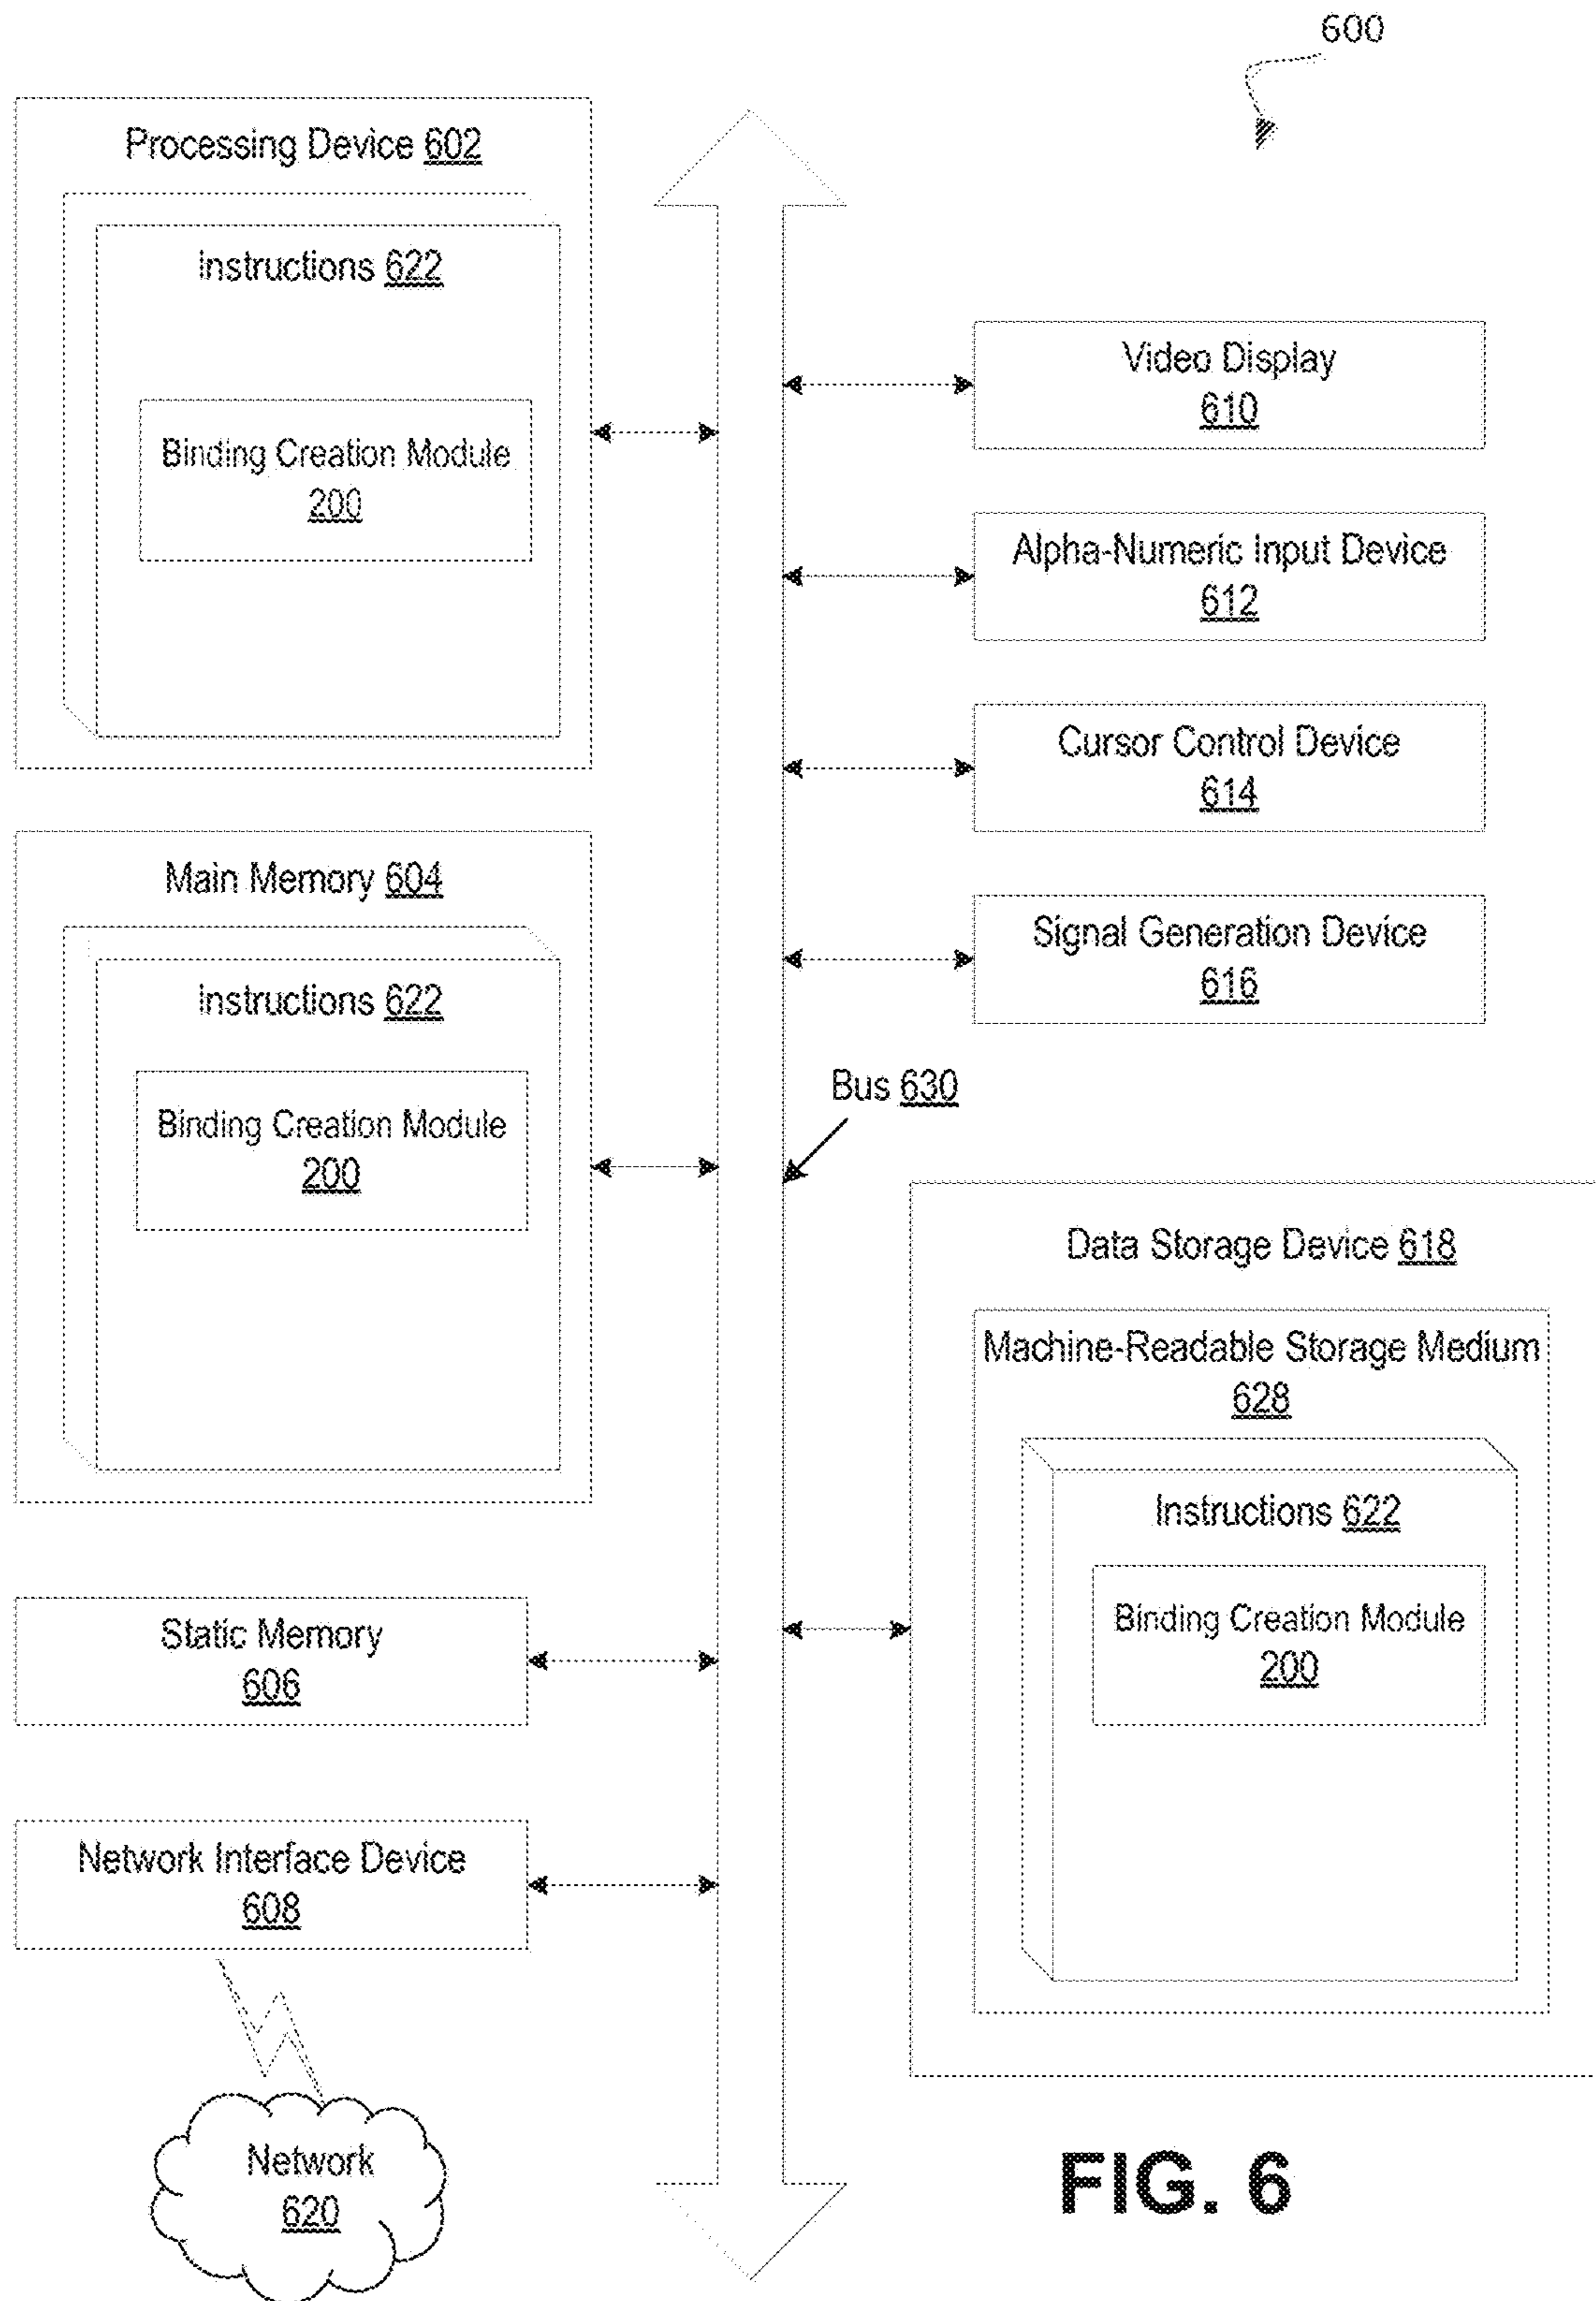 600
Processing Device 602
Instructions 622
Binding Creation Module
200
Main Memory 604
Instructions 622
Binding Creation Module
200
Static Memory
606
Network Interface Device
608
Network
620
Video Display
610
Alpha-Numeric Input Device
612
Cursor Control Device
614
Signal Generation Device
616
Bus 630
Data Storage Device 618
Machine-Readable Storage Medium
628
Instructions 622
Binding Creation Module
200
FIG. 6